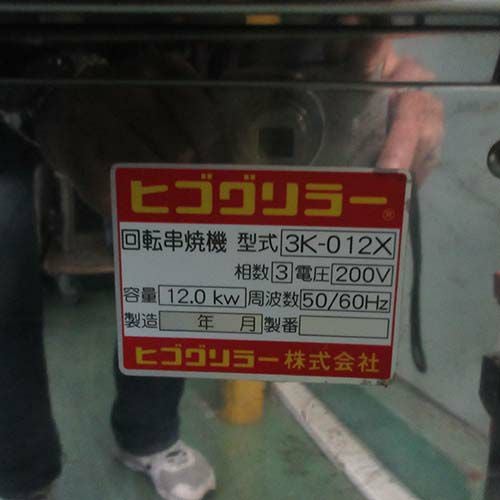 ヒゴグリラー®
回転串焼機 型式 3K-012X
相数 3 電圧 200V
容量 12.0 kw 周波数 50/60Hz
製造 年 月 製番
ヒゴグリラー株式会社